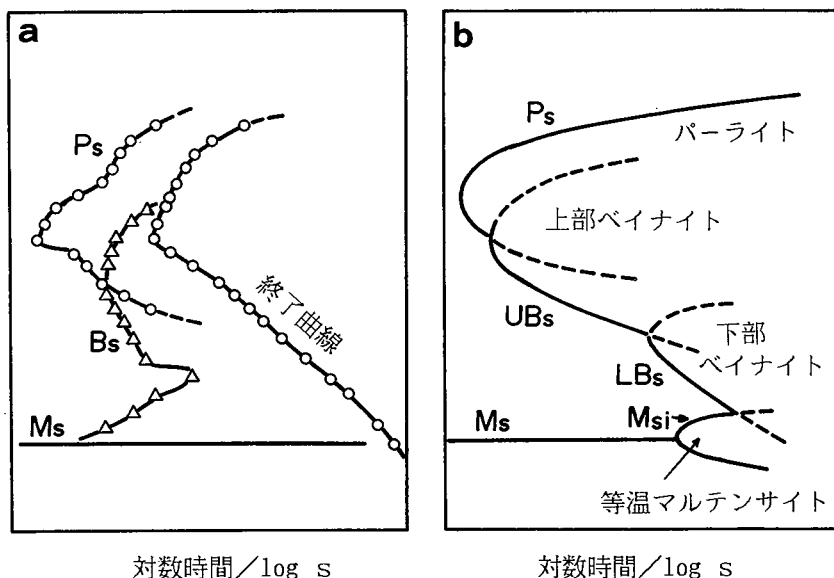 a
Ps
Bs
Ms
終了曲線
対数時間/log s
b
Ps
パーライト
上部ベイナイト
UBs
下部
ベイナイト
LBs
Msi
Ms
等温マルテンサイト
対数時間/log s